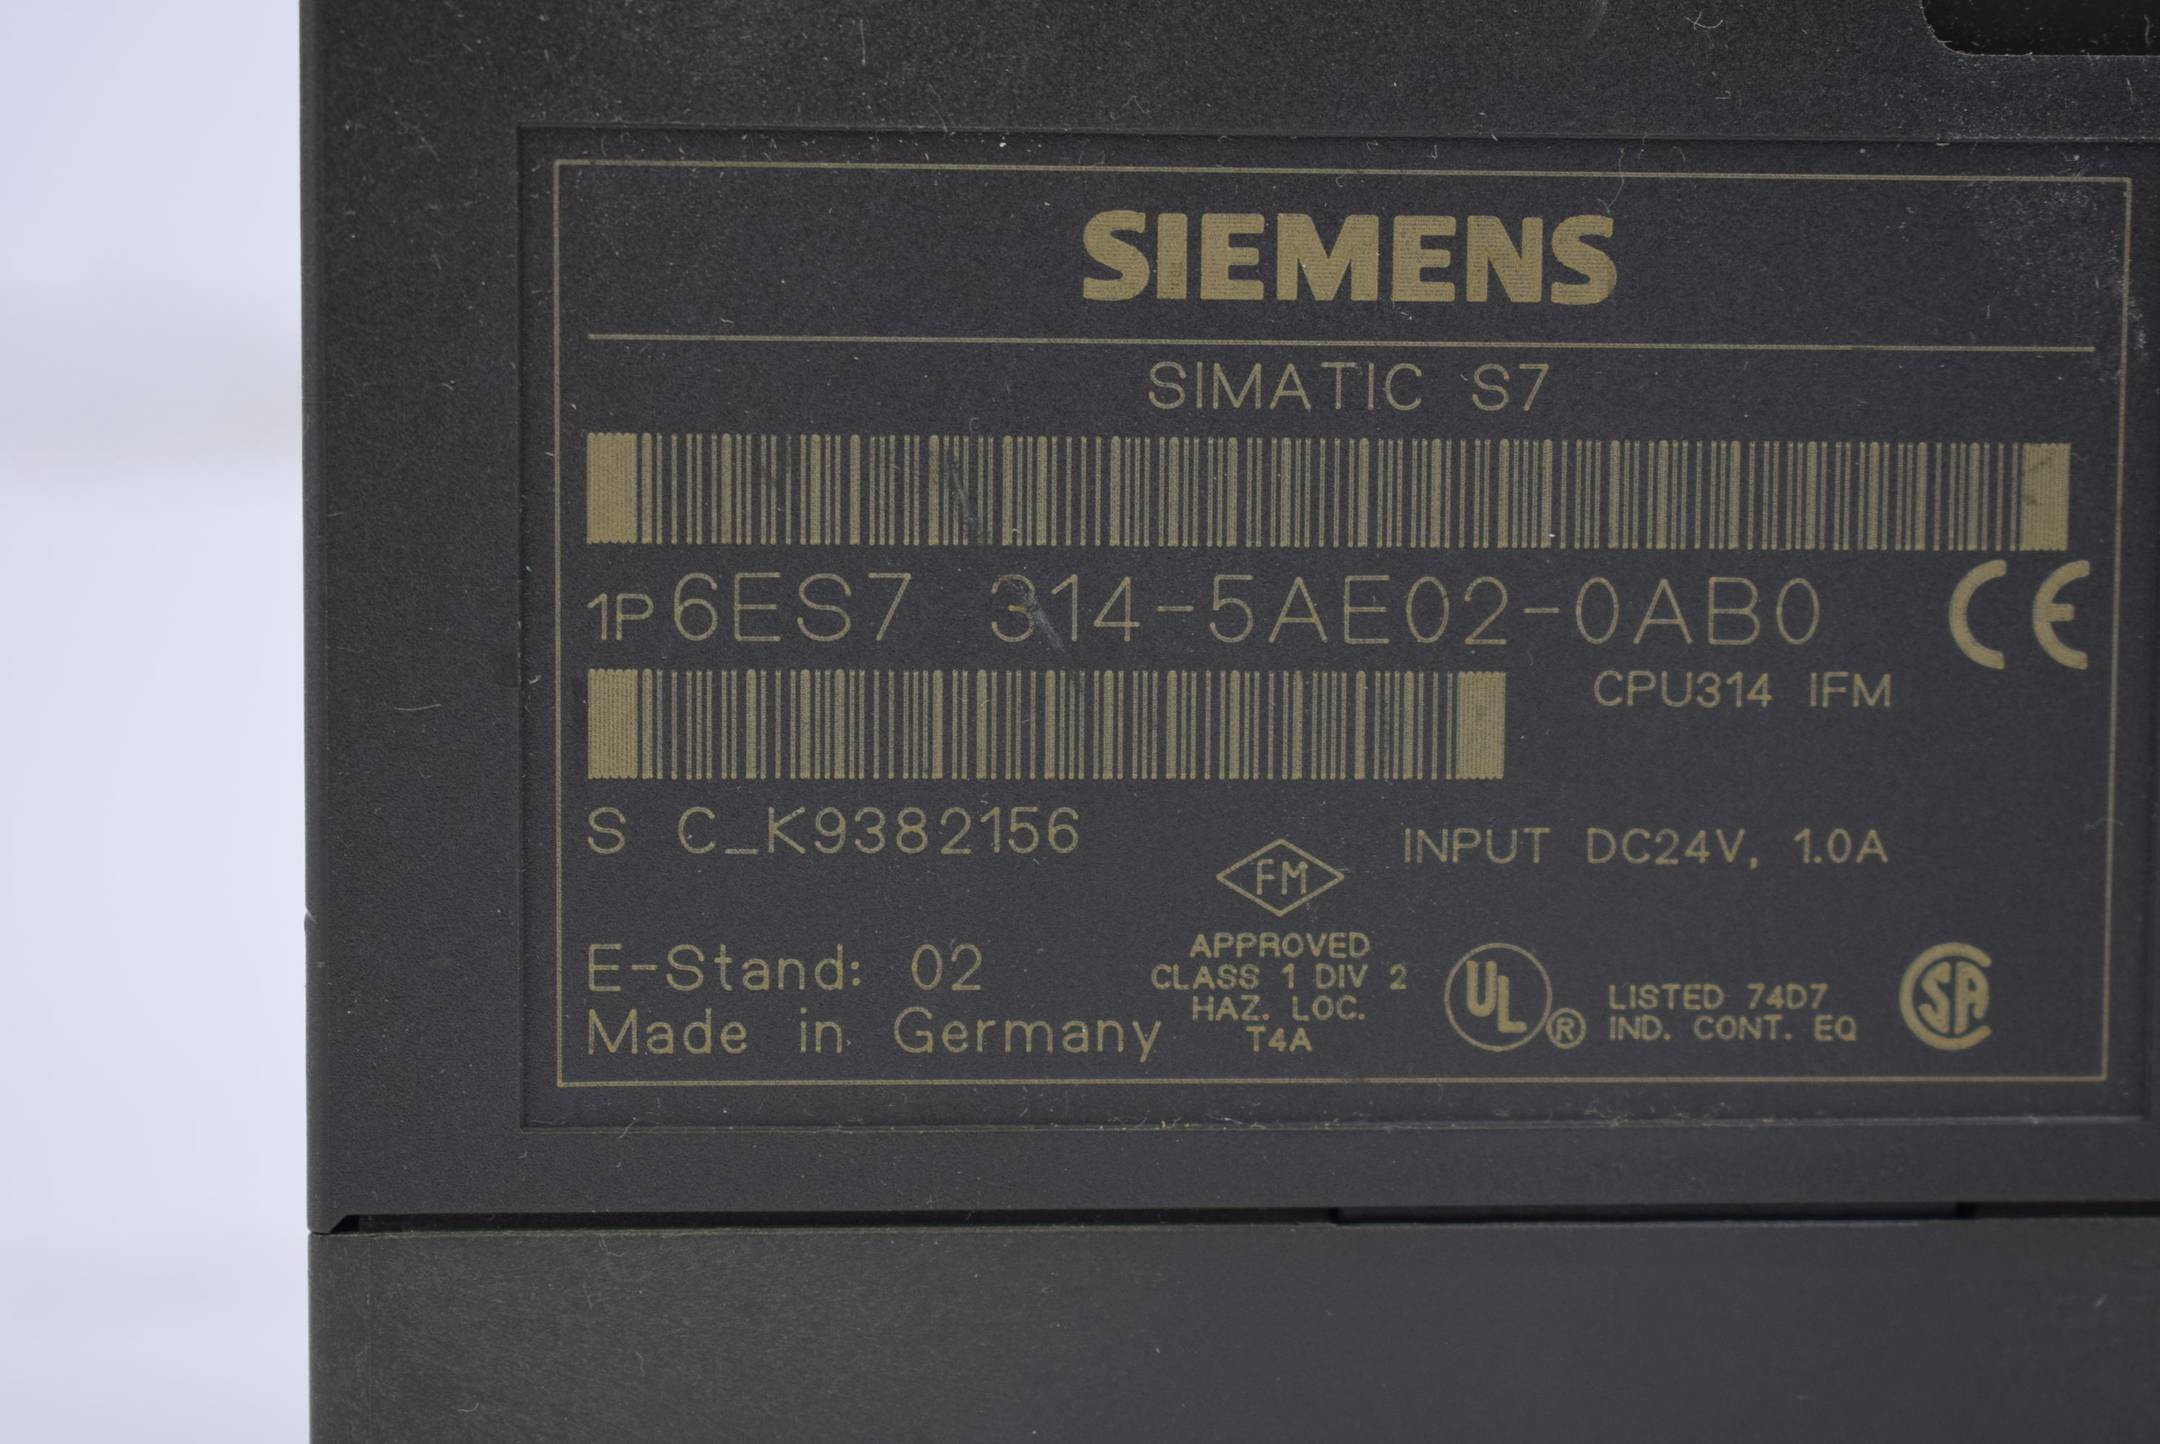 SIEMENS
SIMATIC S7
1P 6ES7 314-5AE02-0AB0
CE
CPU314 IFM
S C_K9382156
INPUT DC24V, 1.0A
FM
APPROVED
CLASS 1 DIV 2
HAZ. LOC.
T4A
E-Stand: 02
Made in Germany
UL ®
LISTED 74D7
IND. CONT. EQ
SA